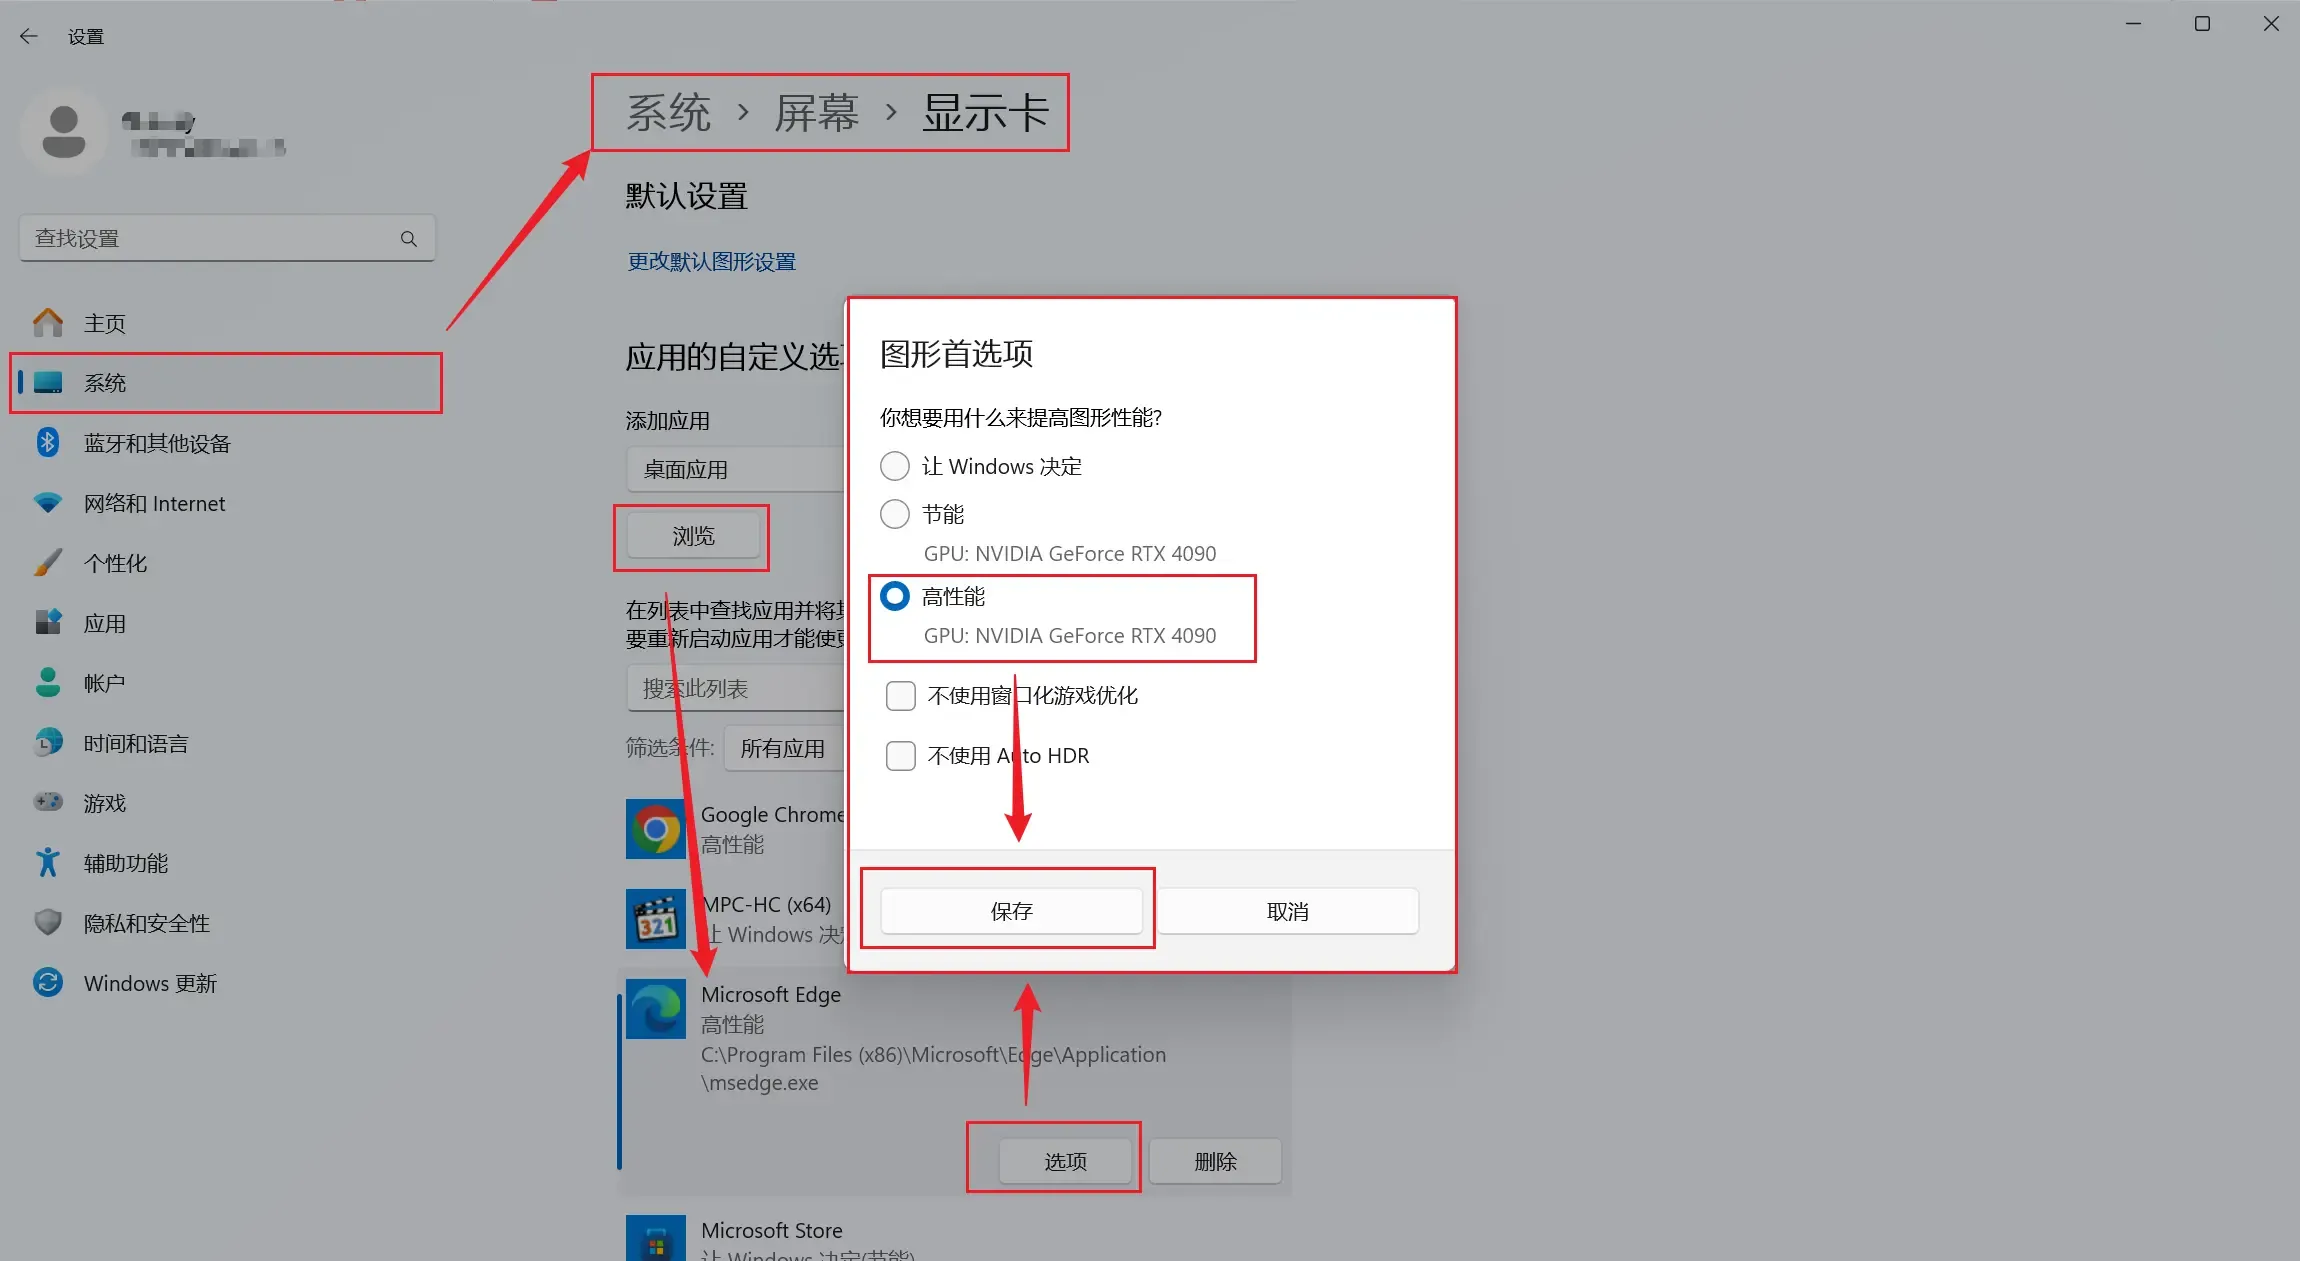 设置
查找设置
主页
系统
蓝牙和其他设备
网络和 Internet
个性化
应用
帐户
时间和语言
游戏
辅助功能
隐私和安全性
Windows 更新
系统 › 屏幕 › 显示卡
默认设置
更改默认图形设置
应用的自定义选
添加应用
桌面应用
浏览
在列表中查找应用并将
要重新启动应用才能使
搜索此列表
筛选条件: 所有应用
Google Chrome
高性能
MPC-HC (x64)
让 Windows 决
Microsoft Edge
高性能
C:\Program Files (x86)\Microsoft\Edge\Application
\msedge.exe
选项 删除
Microsoft Store
让 Windows 决定(节能)
图形首选项
你想要用什么来提高图形性能?
让 Windows 决定
节能
GPU: NVIDIA GeForce RTX 4090
高性能
GPU: NVIDIA GeForce RTX 4090
不使用窗口化游戏优化
不使用 Auto HDR
保存 取消